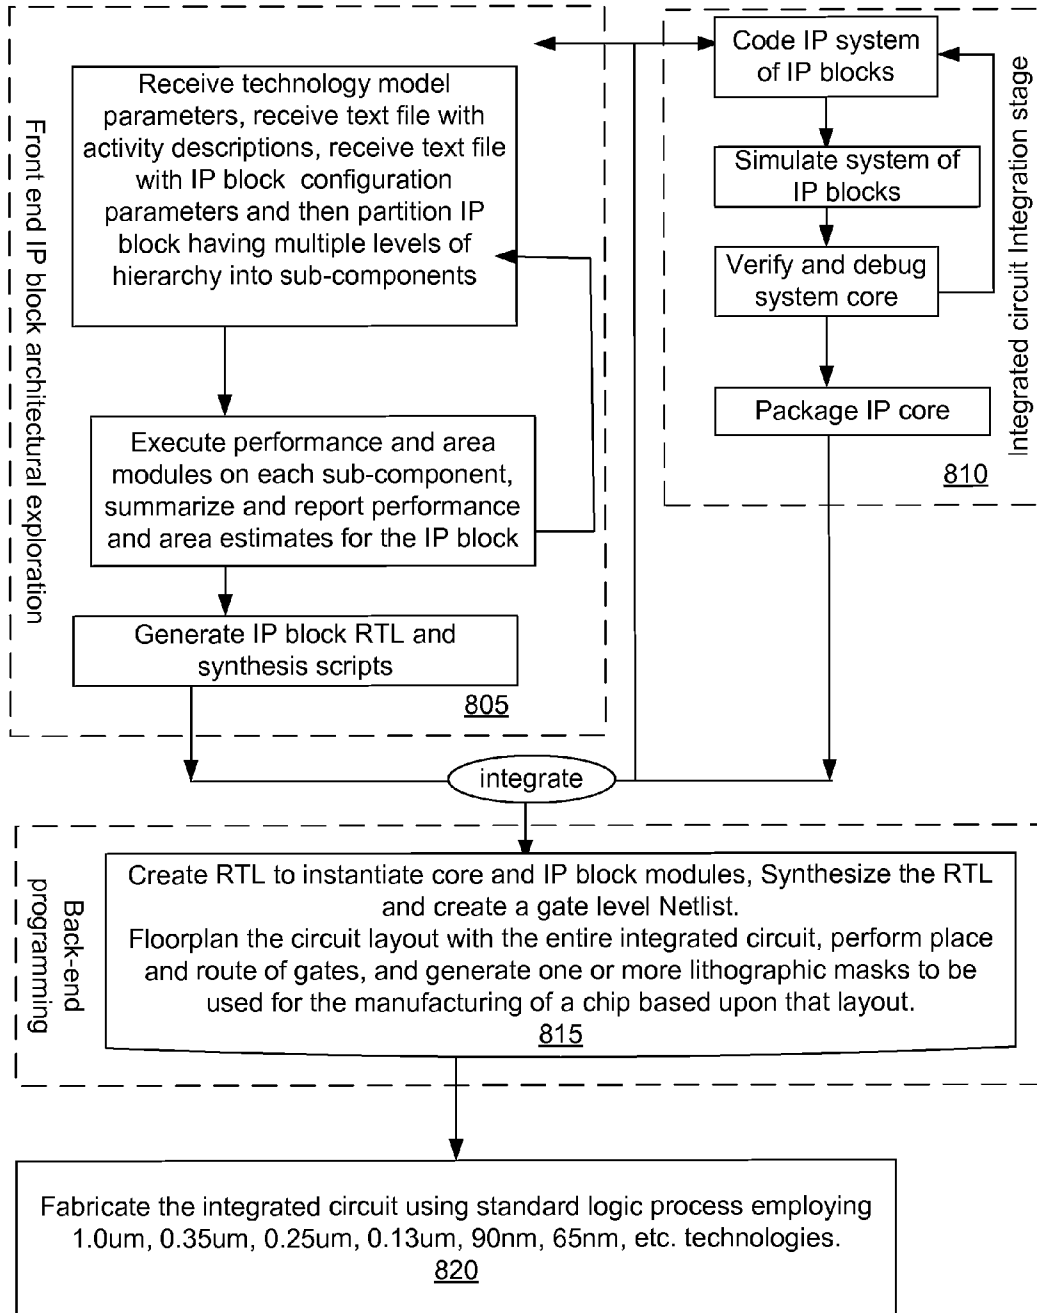 Front end IP block architectural exploration
Receive technology model
parameters, receive text file with
activity descriptions, receive text file
with IP block configuration
parameters and then partition IP
block having multiple levels of
hierarchy into sub-components
Execute performance and area
modules on each sub-component,
summarize and report performance
and area estimates for the IP block
Generate IP block RTL and
synthesis scripts
805
Code IP system
of IP blocks
Simulate system of
IP blocks
Verify and debug
system core
Package IP core
810
Integrated circuit Integration stage
integrate
Back-end
programming
Create RTL to instantiate core and IP block modules, Synthesize the RTL
and create a gate level Netlist.
Floorplan the circuit layout with the entire integrated circuit, perform place
and route of gates, and generate one or more lithographic masks to be
used for the manufacturing of a chip based upon that layout.
815
Fabricate the integrated circuit using standard logic process employing
1.0um, 0.35um, 0.25um, 0.13um, 90nm, 65nm, etc. technologies.
820